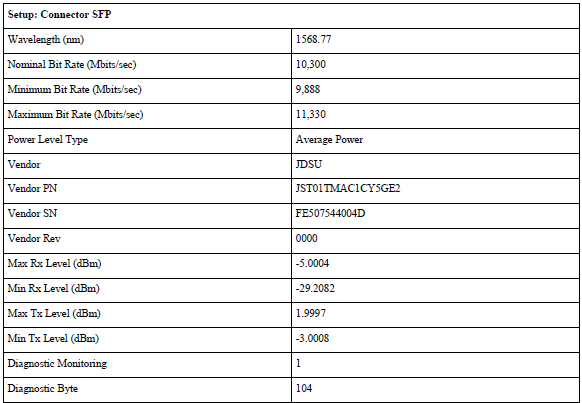 Setup: Connector SFP
Wavelength (nm) 1568.77
Nominal Bit Rate (Mbits/sec) 10,300
Minimum Bit Rate (Mbits/sec) 9,888
Maximum Bit Rate (Mbits/sec) 11,330
Power Level Type Average Power
Vendor JDSU
Vendor PN JST01TMAC1CY5GE2
Vendor SN FE507544004D
Vendor Rev 0000
Max Rx Level (dBm) -5.0004
Min Rx Level (dBm) -29.2082
Max Tx Level (dBm) 1.9997
Min Tx Level (dBm) -3.0008
Diagnostic Monitoring 1
Diagnostic Byte 104